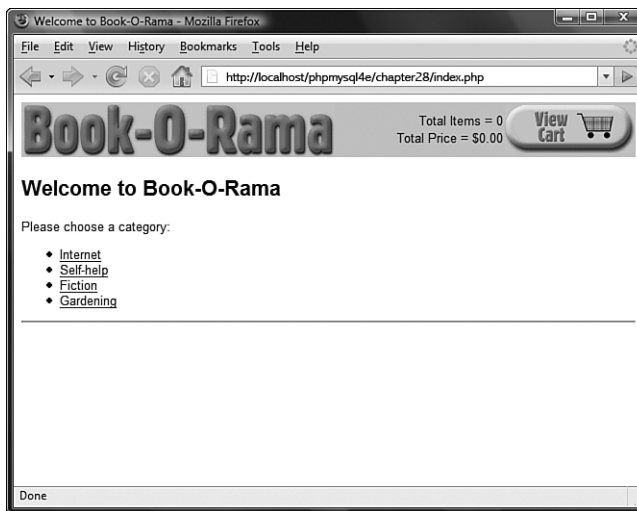 Welcome to Book-O-Rama - Mozilla Firefox
File Edit View History Bookmarks Tools Help
http://localhost/phpmysql4e/chapter28/index.php
Book-O-Rama
Total Items = 0
Total Price = $0.00
View
Cart
Welcome to Book-O-Rama
Please choose a category:
Internet
Self-help
Fiction
Gardening
Done